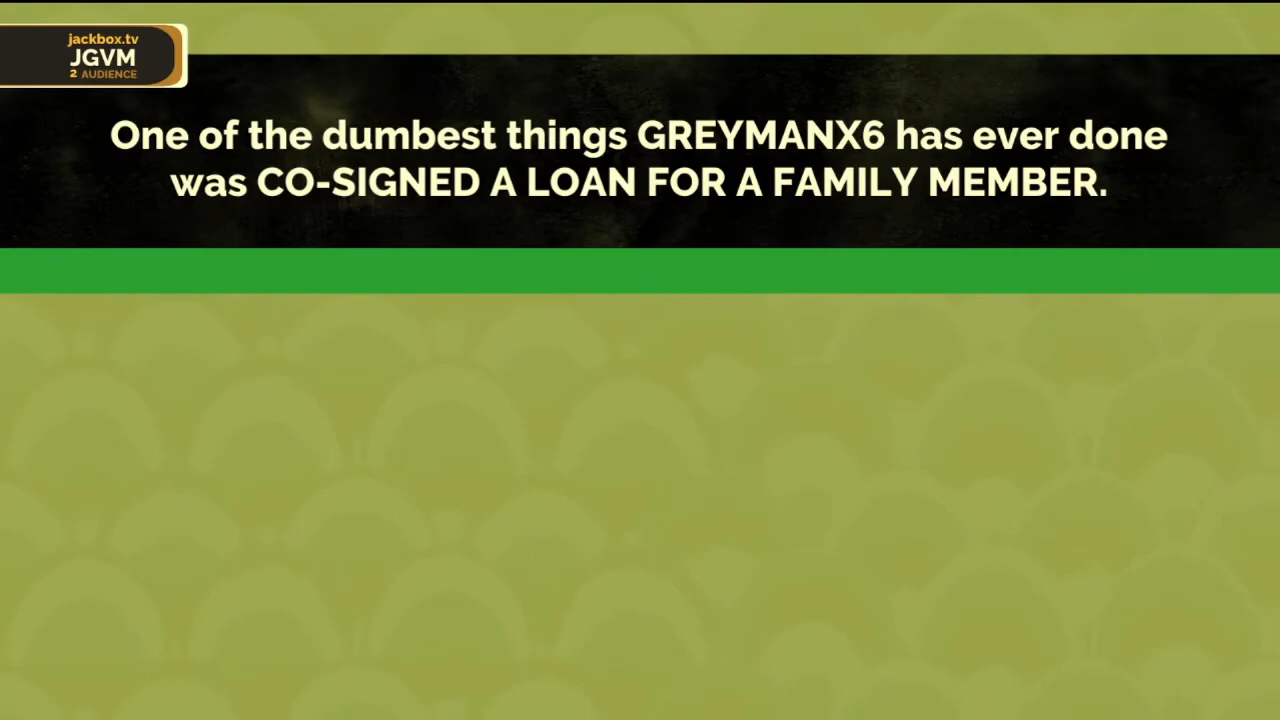 jackbox.tv
JGVM
2 AUDIENCE
One of the dumbest things GREYMANX6 has ever done
was CO-SIGNED A LOAN FOR A FAMILY MEMBER.